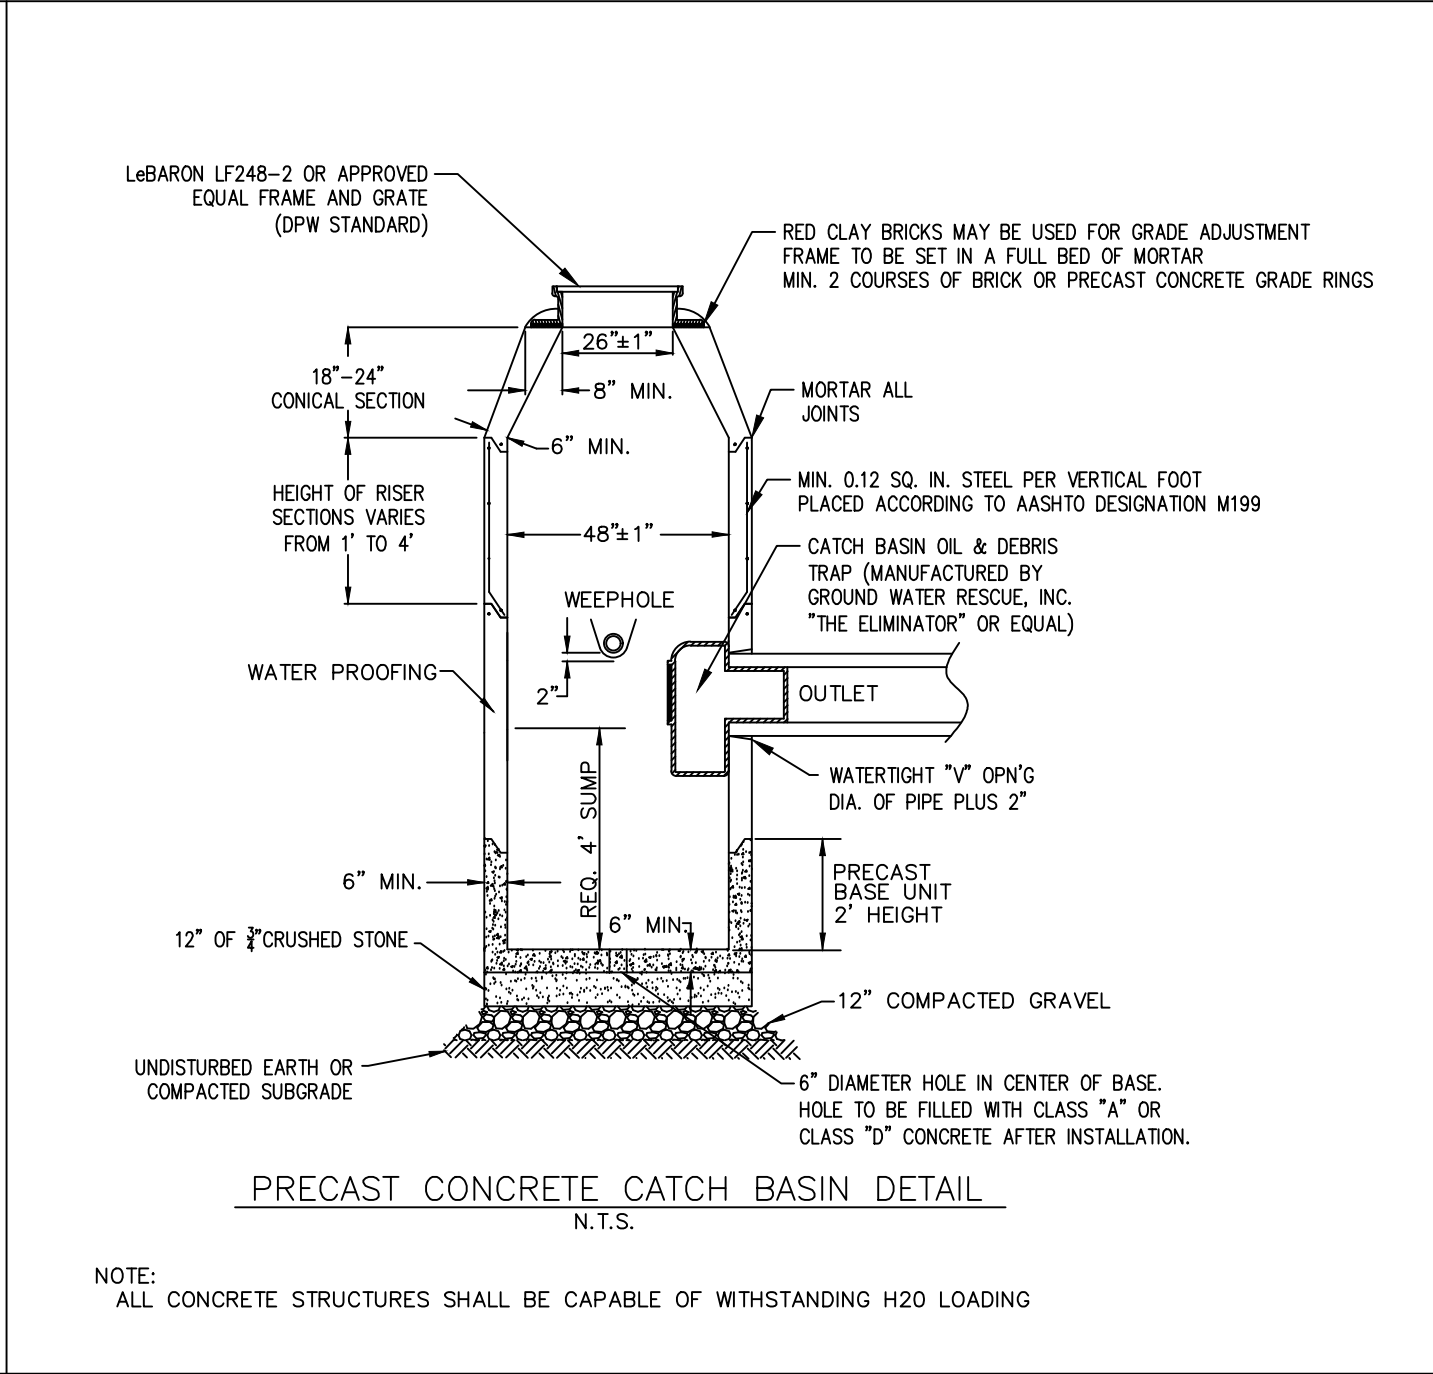 LeBARON LF248-2 OR APPROVED
EQUAL FRAME AND GRATE
(DPW STANDARD)
RED CLAY BRICKS MAY BE USED FOR GRADE ADJUSTMENT
FRAME TO BE SET IN A FULL BED OF MORTAR
MIN. 2 COURSES OF BRICK OR PRECAST CONCRETE GRADE RINGS
26"±1"
18"-24"
CONICAL SECTION
8" MIN.
MORTAR ALL
JOINTS
6" MIN.
HEIGHT OF RISER
SECTIONS VARIES
FROM 1' TO 4'
MIN. 0.12 SQ. IN. STEEL PER VERTICAL FOOT
PLACED ACCORDING TO AASHTO DESIGNATION M199
48"±1"
CATCH BASIN OIL & DEBRIS
TRAP (MANUFACTURED BY
GROUND WATER RESCUE, INC.
"THE ELIMINATOR" OR EQUAL)
WEEPHOLE
WATER PROOFING
2"
OUTLET
WATERTIGHT "V" OPN'G
DIA. OF PIPE PLUS 2"
REQ. 4' SUMP
6" MIN.
PRECAST
BASE UNIT
2' HEIGHT
6" MIN.
12" OF 3/4" CRUSHED STONE
12" COMPACTED GRAVEL
UNDISTURBED EARTH OR
COMPACTED SUBGRADE
6" DIAMETER HOLE IN CENTER OF BASE.
HOLE TO BE FILLED WITH CLASS "A" OR
CLASS "D" CONCRETE AFTER INSTALLATION.
PRECAST CONCRETE CATCH BASIN DETAIL
N.T.S.
NOTE:
ALL CONCRETE STRUCTURES SHALL BE CAPABLE OF WITHSTANDING H20 LOADING